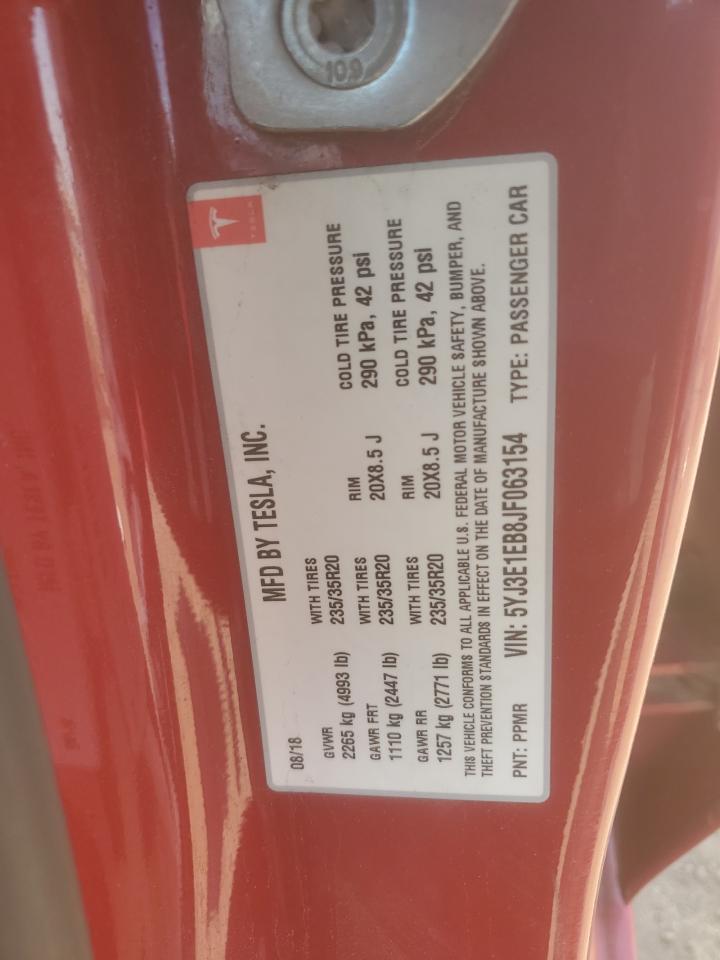 10.9
TESLA
MFD BY TESLA, INC.
08/18
GVWR WITH TIRES RIM COLD TIRE PRESSURE
2265 kg (4993 lb) 235/35R20 20X8.5 J 290 kPa, 42 psi
GAWR FRT WITH TIRES RIM COLD TIRE PRESSURE
1110 kg (2447 lb) 235/35R20 20X8.5 J 290 kPa, 42 psi
GAWR RR WITH TIRES
1257 kg (2771 lb) 235/35R20
THIS VEHICLE CONFORMS TO ALL APPLICABLE U.S. FEDERAL MOTOR VEHICLE SAFETY, BUMPER, AND
THEFT PREVENTION STANDARDS IN EFFECT ON THE DATE OF MANUFACTURE SHOWN ABOVE.
PNT: PPMR VIN: 5YJ3E1EB8JF063154 TYPE: PASSENGER CAR